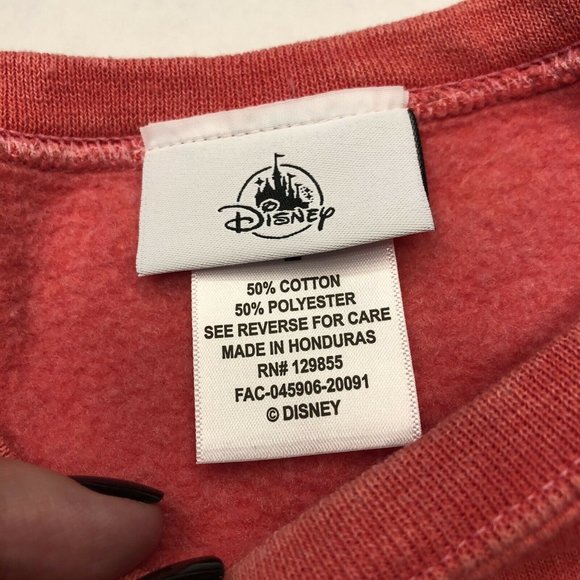 Disney
50% COTTON
50% POLYESTER
SEE REVERSE FOR CARE
MADE IN HONDURAS
RN# 129855
FAC-045906-20091
© DISNEY